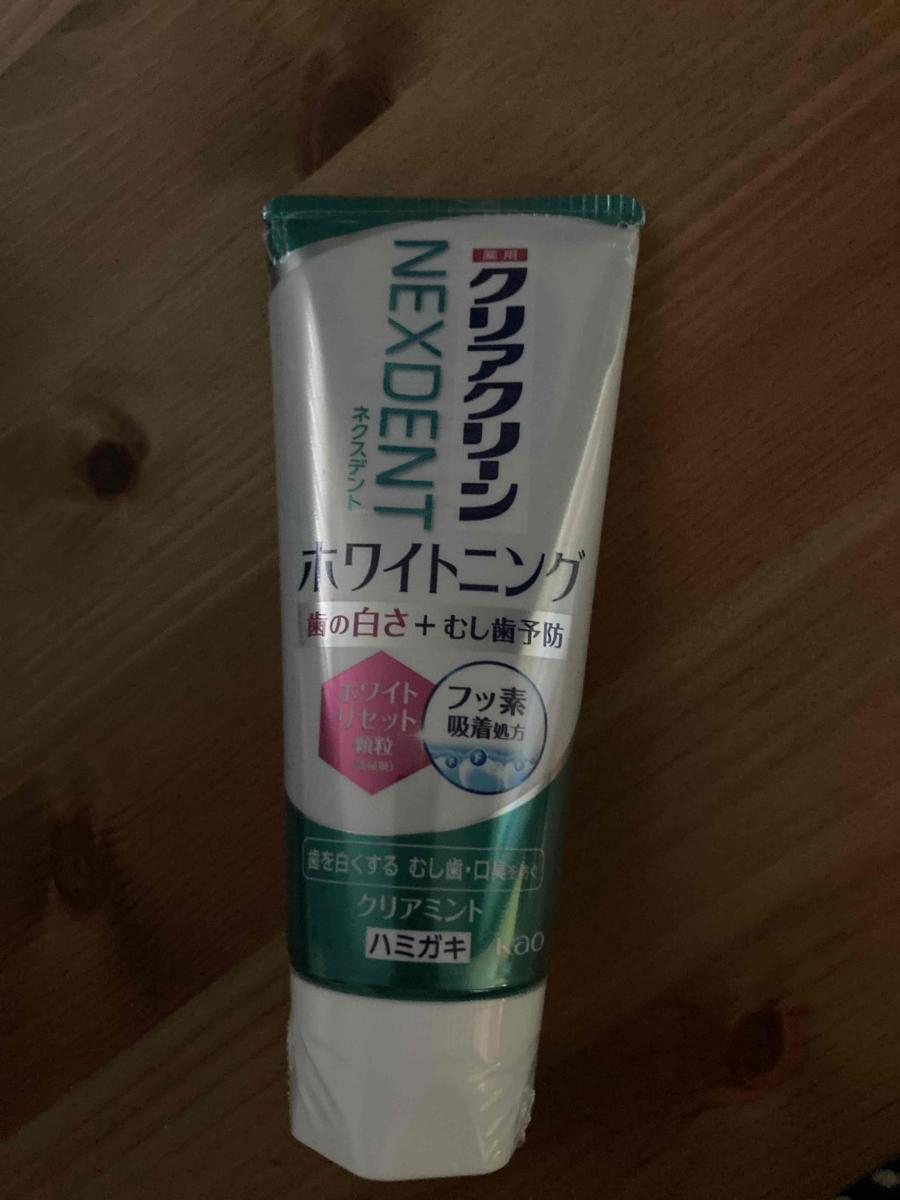 薬用
クリアクリーン
NEXDENT
ネクスデント
ホワイトニング
歯の白さ+むし歯予防
ホワイト
リセット
顆粒
フッ素
吸着処方
F
F
F
歯を白くする むし歯・口臭を防ぐ
クリアミント
ハミガキ
Kao